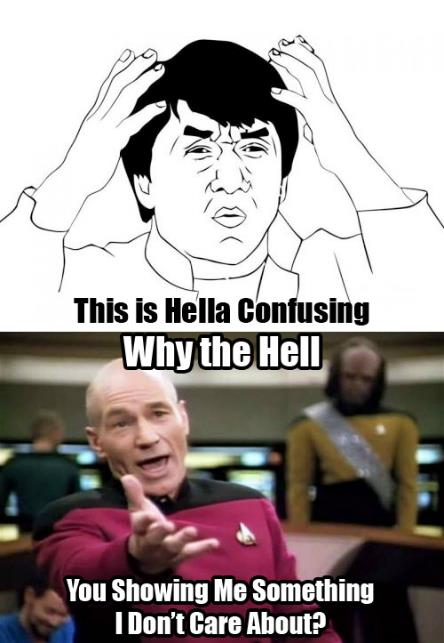 This is Hella Confusing
Why the Hell
You Showing Me Something
I Don't Care About?